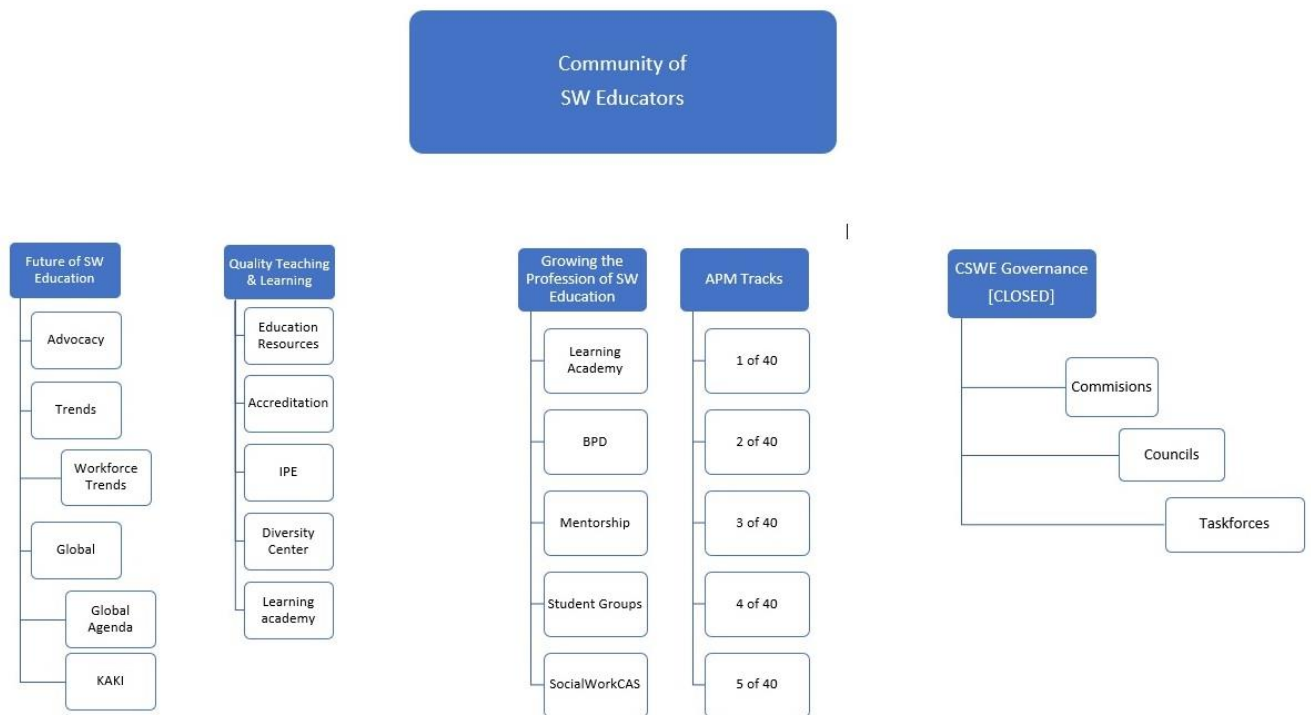 Community of
SW Educators
Future of SW
Education
Advocacy
Trends
Workforce
Trends
Global
Global
Agenda
KAKI
Quality Teaching
& Learning
Education
Resources
Accreditation
IPE
Diversity
Center
Learning
academy
Growing the
Profession of SW
Education
Learning
Academy
BPD
Mentorship
Student Groups
SocialWorkCAS
APM Tracks
1 of 40
2 of 40
3 of 40
4 of 40
5 of 40
CSWE Governance
[CLOSED]
Commisions
Councils
Taskforces